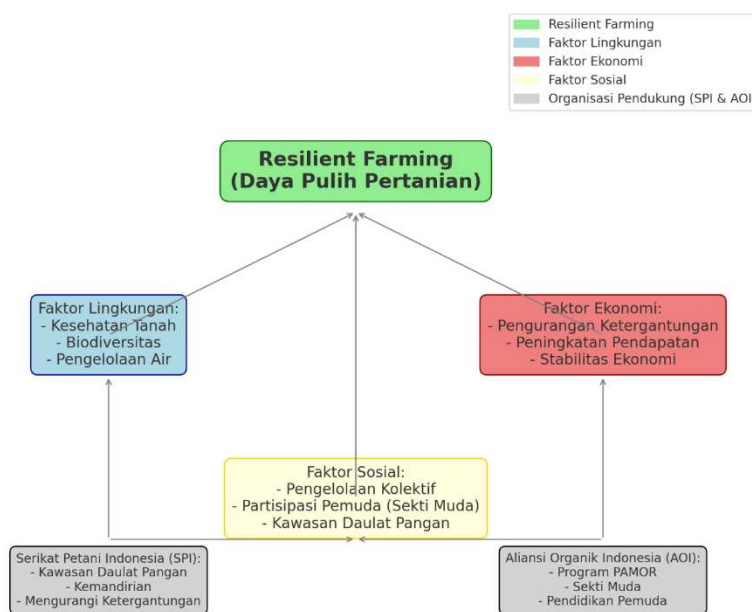 Resilient Farming
Faktor Lingkungan
Faktor Ekonomi
Faktor Sosial
Organisasi Pendukung (SPI & AOI
Resilient Farming
(Daya Pulih Pertanian)
Faktor Lingkungan:
- Kesehatan Tanah
- Biodiversitas
- Pengelolaan Air
Faktor Ekonomi:
- Pengurangan Ketergantungan
- Peningkatan Pendapatan
- Stabilitas Ekonomi
Faktor Sosial:
- Pengelolaan Kolektif
- Partisipasi Pemuda (Sekti Muda)
- Kawasan Daulat Pangan
Serikat Petani Indonesia (SPI):
- Kawasan Daulat Pangan
- Kemandirian
- Mengurangi Ketergantungan
Aliansi Organik Indonesia (AOI):
- Program PAMOR
- Sekti Muda
- Pendidikan Pemuda